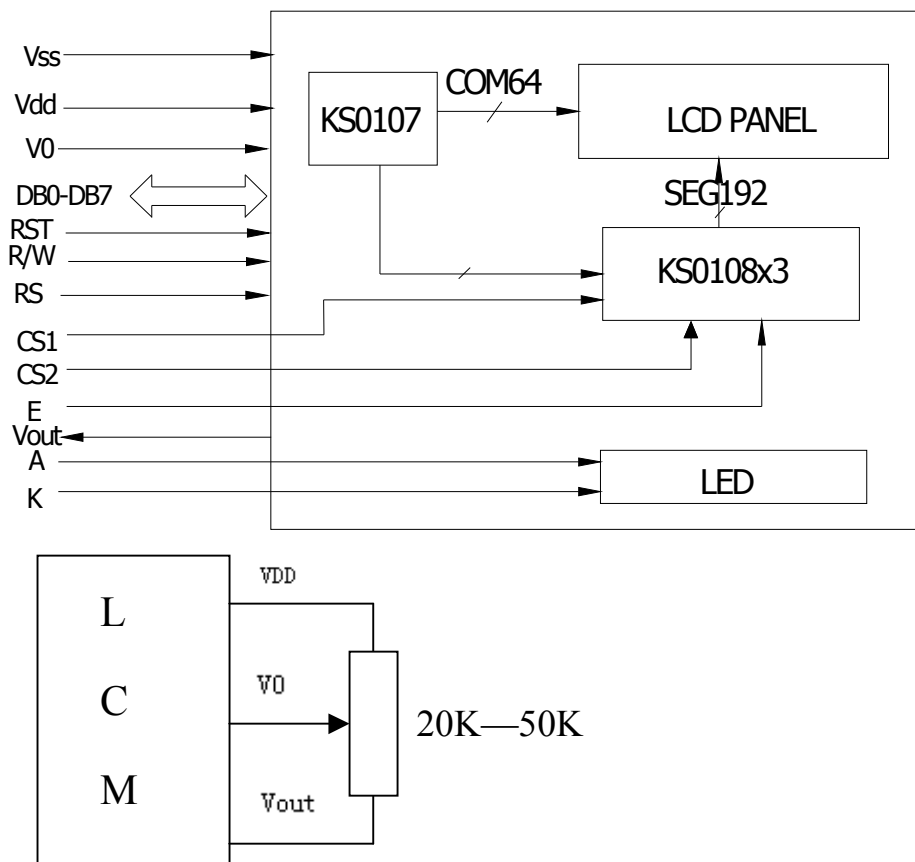 Vss
Vdd
V0
DB0-DB7
RST
R/W
RS
CS1
CS2
E
Vout
A
K
KS0107
COM64
LCD PANEL
SEG192
KS0108x3
LED
L
C
M
VDD
V0
Vout
20K—50K